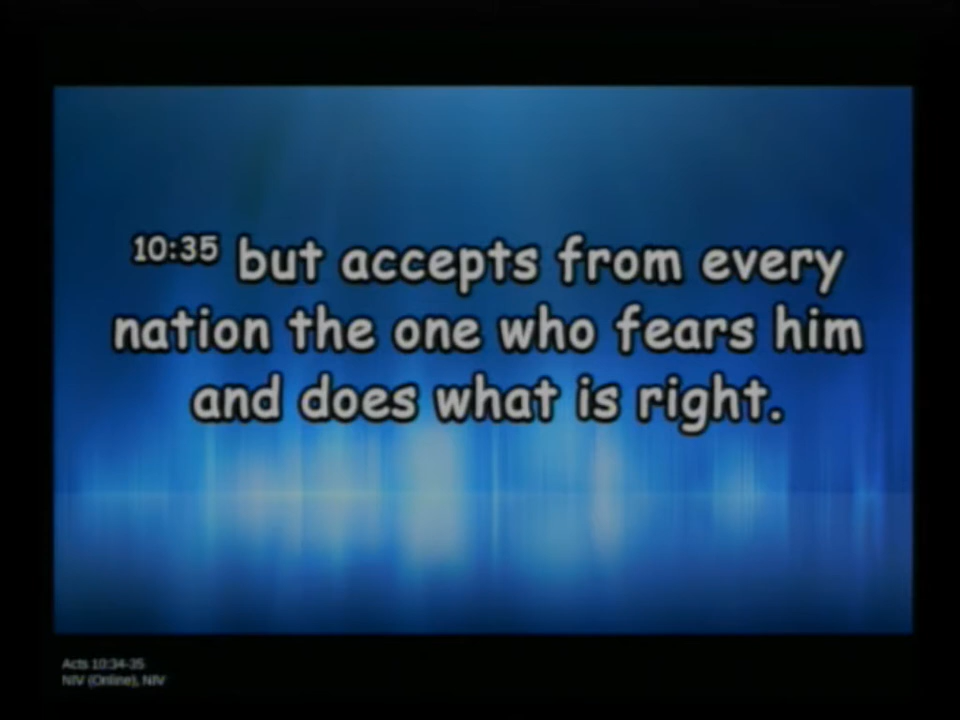 10:35 but accepts from every
nation the one who fears him
and does what is right.
Acts 10:34-35
NIV (Online), NIV